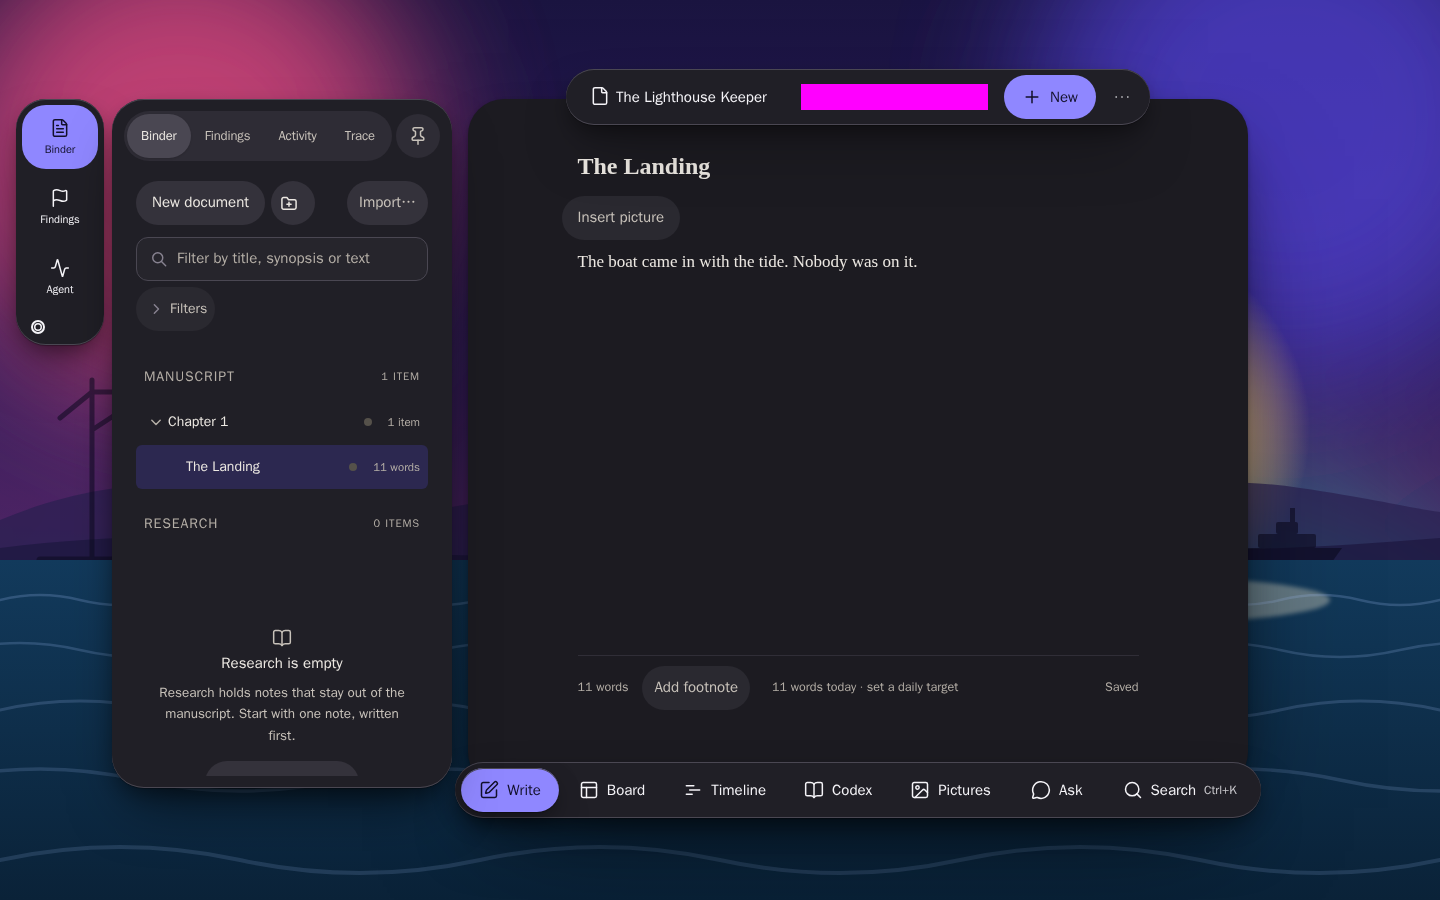 The Lighthouse Keeper
New
Binder
Findings
Agent
Binder Findings Activity Trace
New document
Import···
Filter by title, synopsis or text
Filters
MANUSCRIPT 1 ITEM
Chapter 1 1 item
The Landing 11 words
RESEARCH 0 ITEMS
Research is empty
Research holds notes that stay out of the
manuscript. Start with one note, written
first.
The Landing
Insert picture
The boat came in with the tide. Nobody was on it.
11 words Add footnote 11 words today · set a daily target Saved
Write Board Timeline Codex Pictures Ask Search Ctrl+K